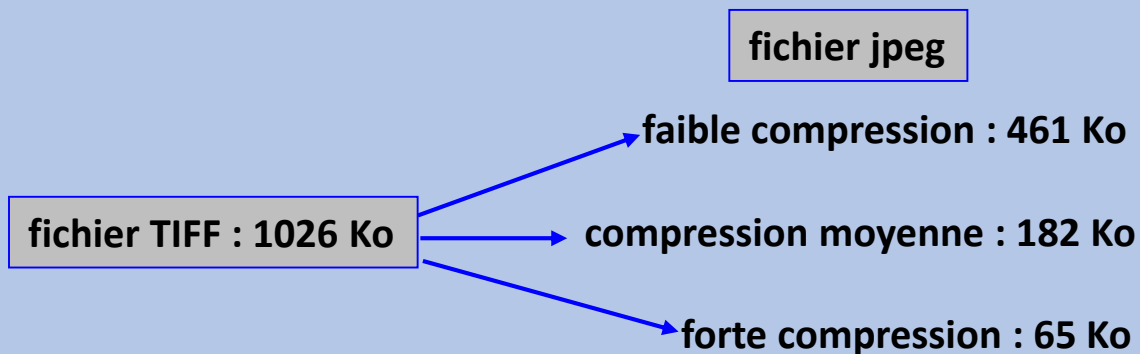 fichier jpeg
faible compression : 461 Ko
fichier TIFF : 1026 Ko
compression moyenne : 182 Ko
forte compression : 65 Ko